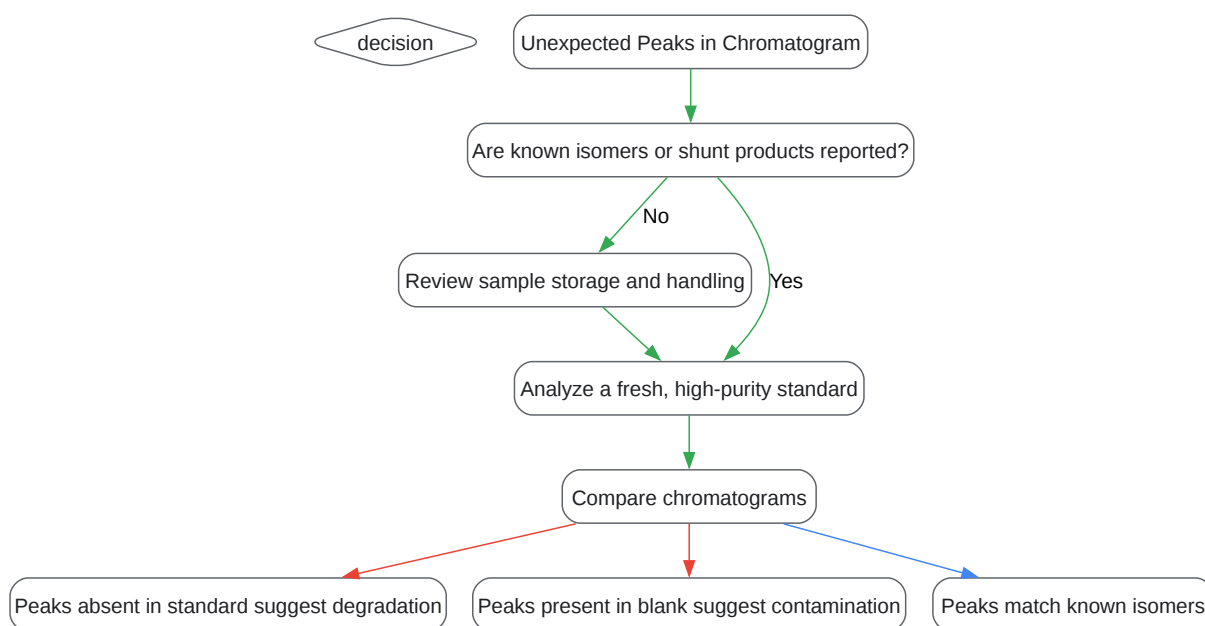 decision
Unexpected Peaks in Chromatogram
Are known isomers or shunt products reported?
No
Review sample storage and handling
Yes
Analyze a fresh, high-purity standard
Compare chromatograms
Peaks absent in standard suggest degradation
Peaks present in blank suggest contamination
Peaks match known isomers